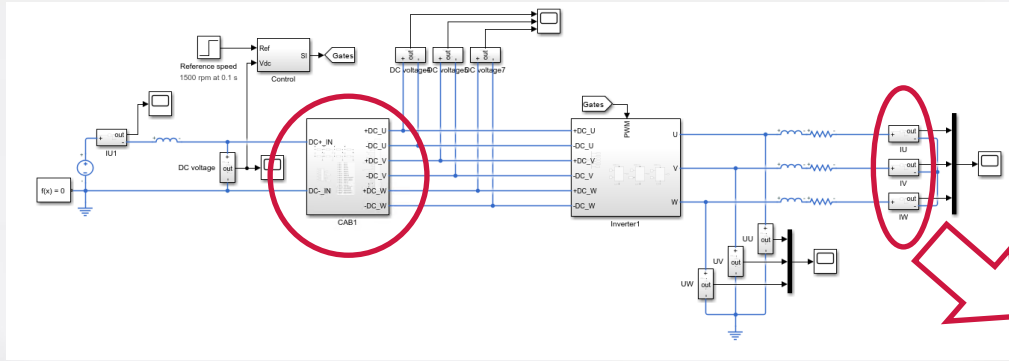 Ref
Vdc
SI
Control
Gates
Reference speed
1500 rpm at 0.1 s
out
out
out
DC voltage6
DC voltage7
out
IU1
DC voltage
out
f(x) = 0
DC+_IN
DC-_IN
+DC_U
-DC_U
+DC_V
-DC_V
+DC_W
-DC_W
CAB1
Gates
PWM
+DC_U
-DC_U
+DC_V
-DC_V
+DC_W
-DC_W
U
V
W
Inverter1
out
IU
out
IV
out
IW
UU
out
UV
out
UW
out